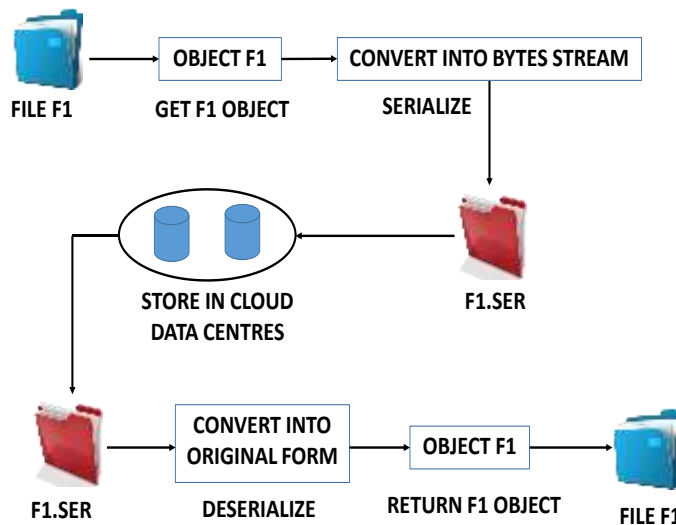 OBJECT F1
CONVERT INTO BYTES STREAM
FILE F1
GET F1 OBJECT
SERIALIZE
F1.SER
STORE IN CLOUD
DATA CENTRES
CONVERT INTO
ORIGINAL FORM
OBJECT F1
F1.SER
DESERIALIZE
RETURN F1 OBJECT
FILE F1